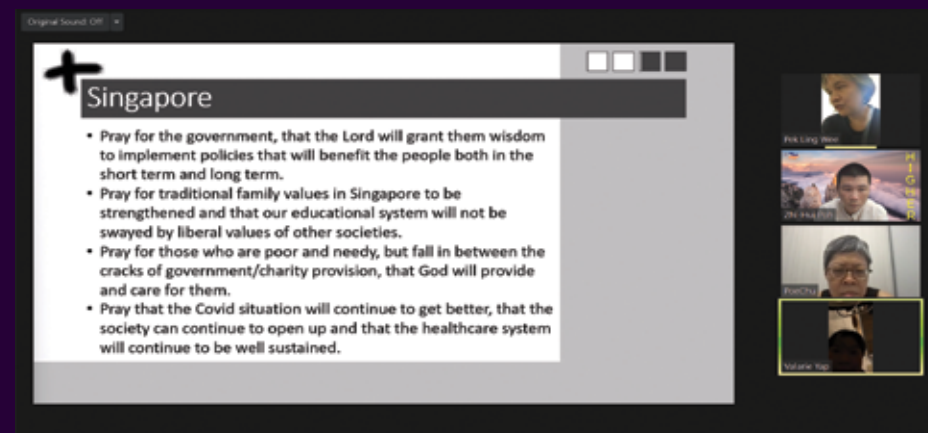 Original Sound: Off
Singapore
• Pray for the government, that the Lord will grant them wisdom
to implement policies that will benefit the people both in the
short term and long term.
• Pray for traditional family values in Singapore to be
strengthened and that our educational system will not be
swayed by liberal values of other societies.
• Pray for those who are poor and needy, but fall in between the
cracks of government/charity provision, that God will provide
and care for them.
• Pray that the Covid situation will continue to get better, that the
society can continue to open up and that the healthcare system
will continue to be well sustained.
Pek Ling Wee
HIGHER
PohChu
Valarie Yap